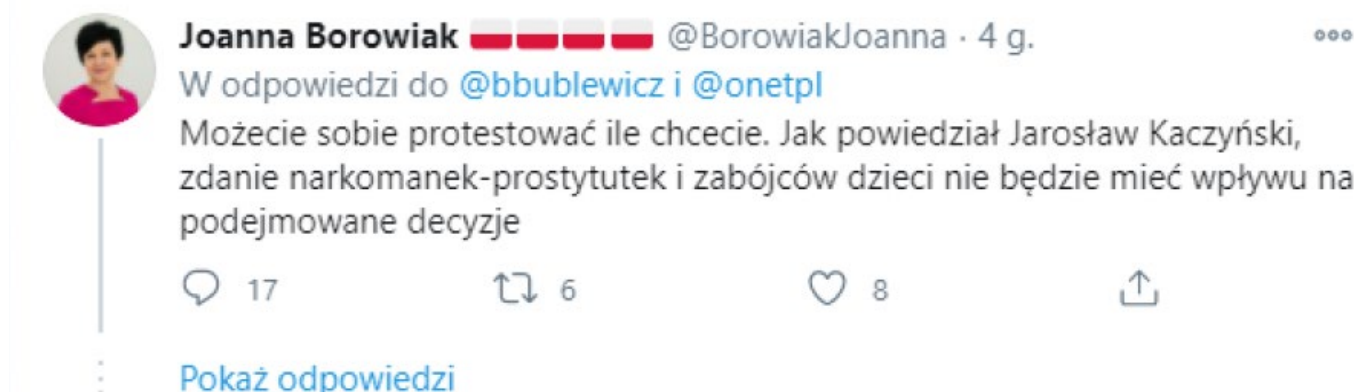 Joanna Borowiak 🇵🇱🇵🇱🇵🇱🇵🇱 @BorowiakJoanna · 4 g.
W odpowiedzi do @bbublewicz i @onetpl
Możecie sobie protestować ile chcecie. Jak powiedział Jarosław Kaczyński,
zdanie narkomanek-prostytutek i zabójców dzieci nie będzie mieć wpływu na
podejmowane decyzje
17 6 8
Pokaż odpowiedzi